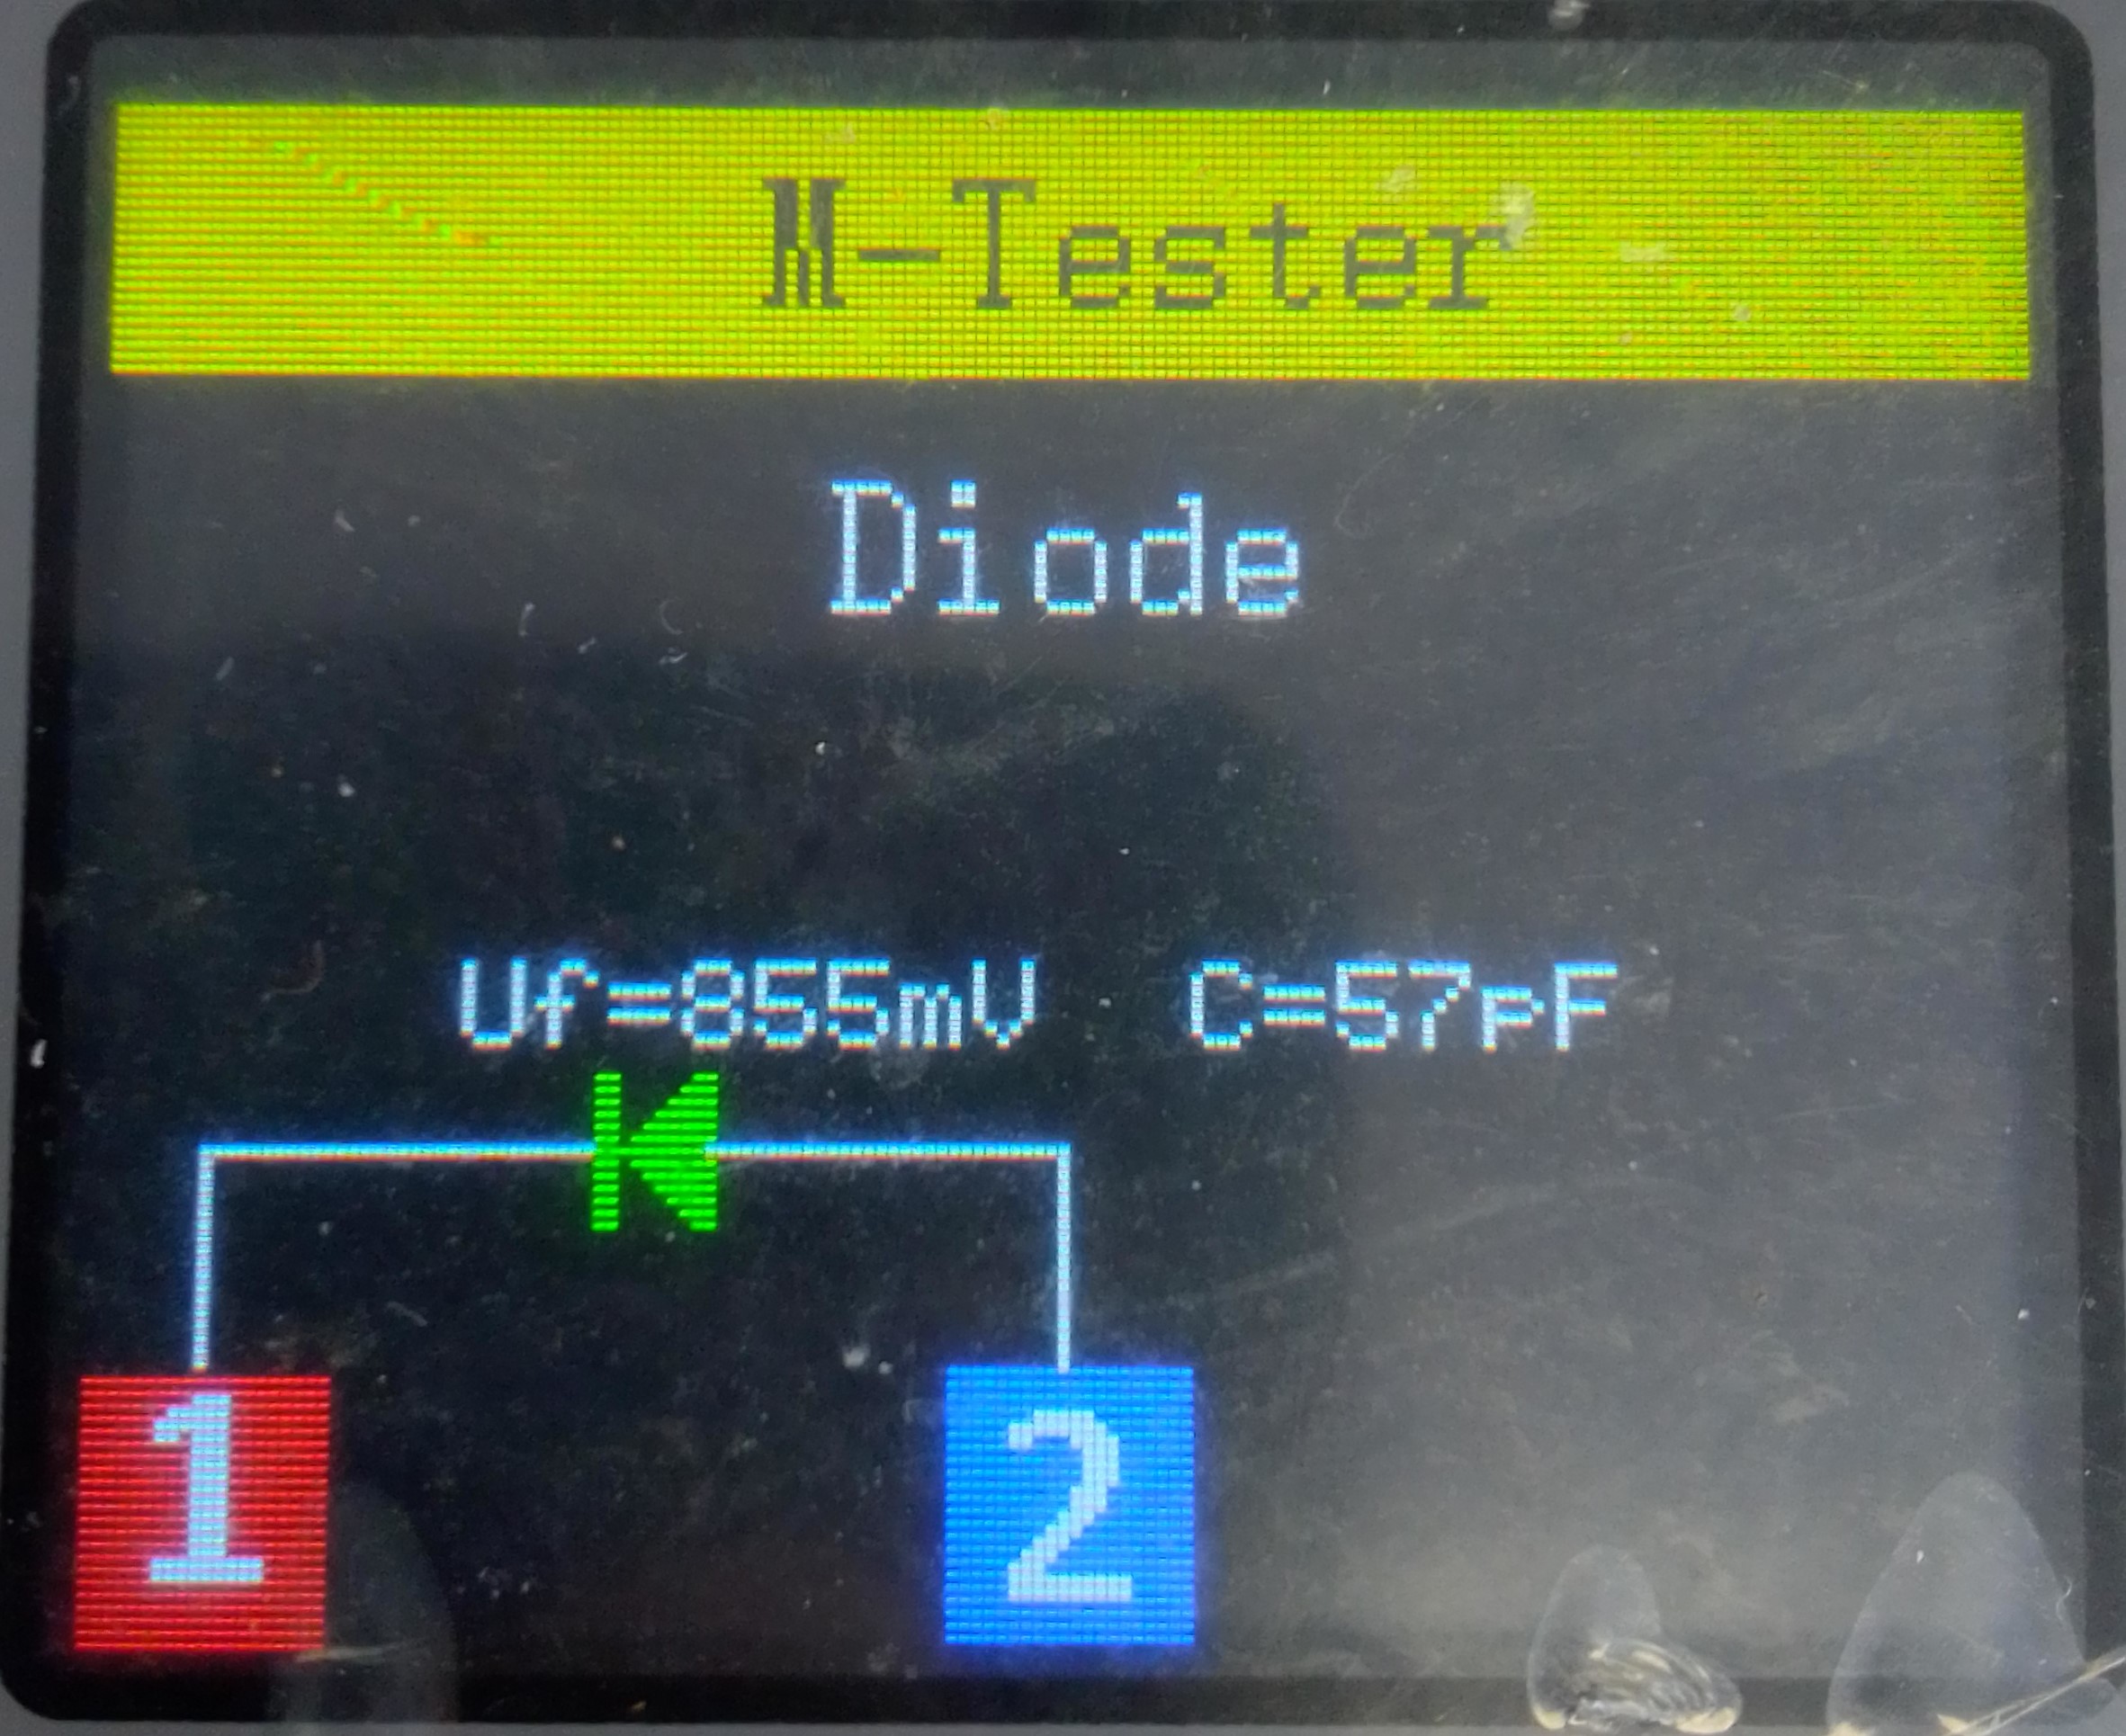 M-Tester
Diode
Uf=855mV C=57pF
1 2